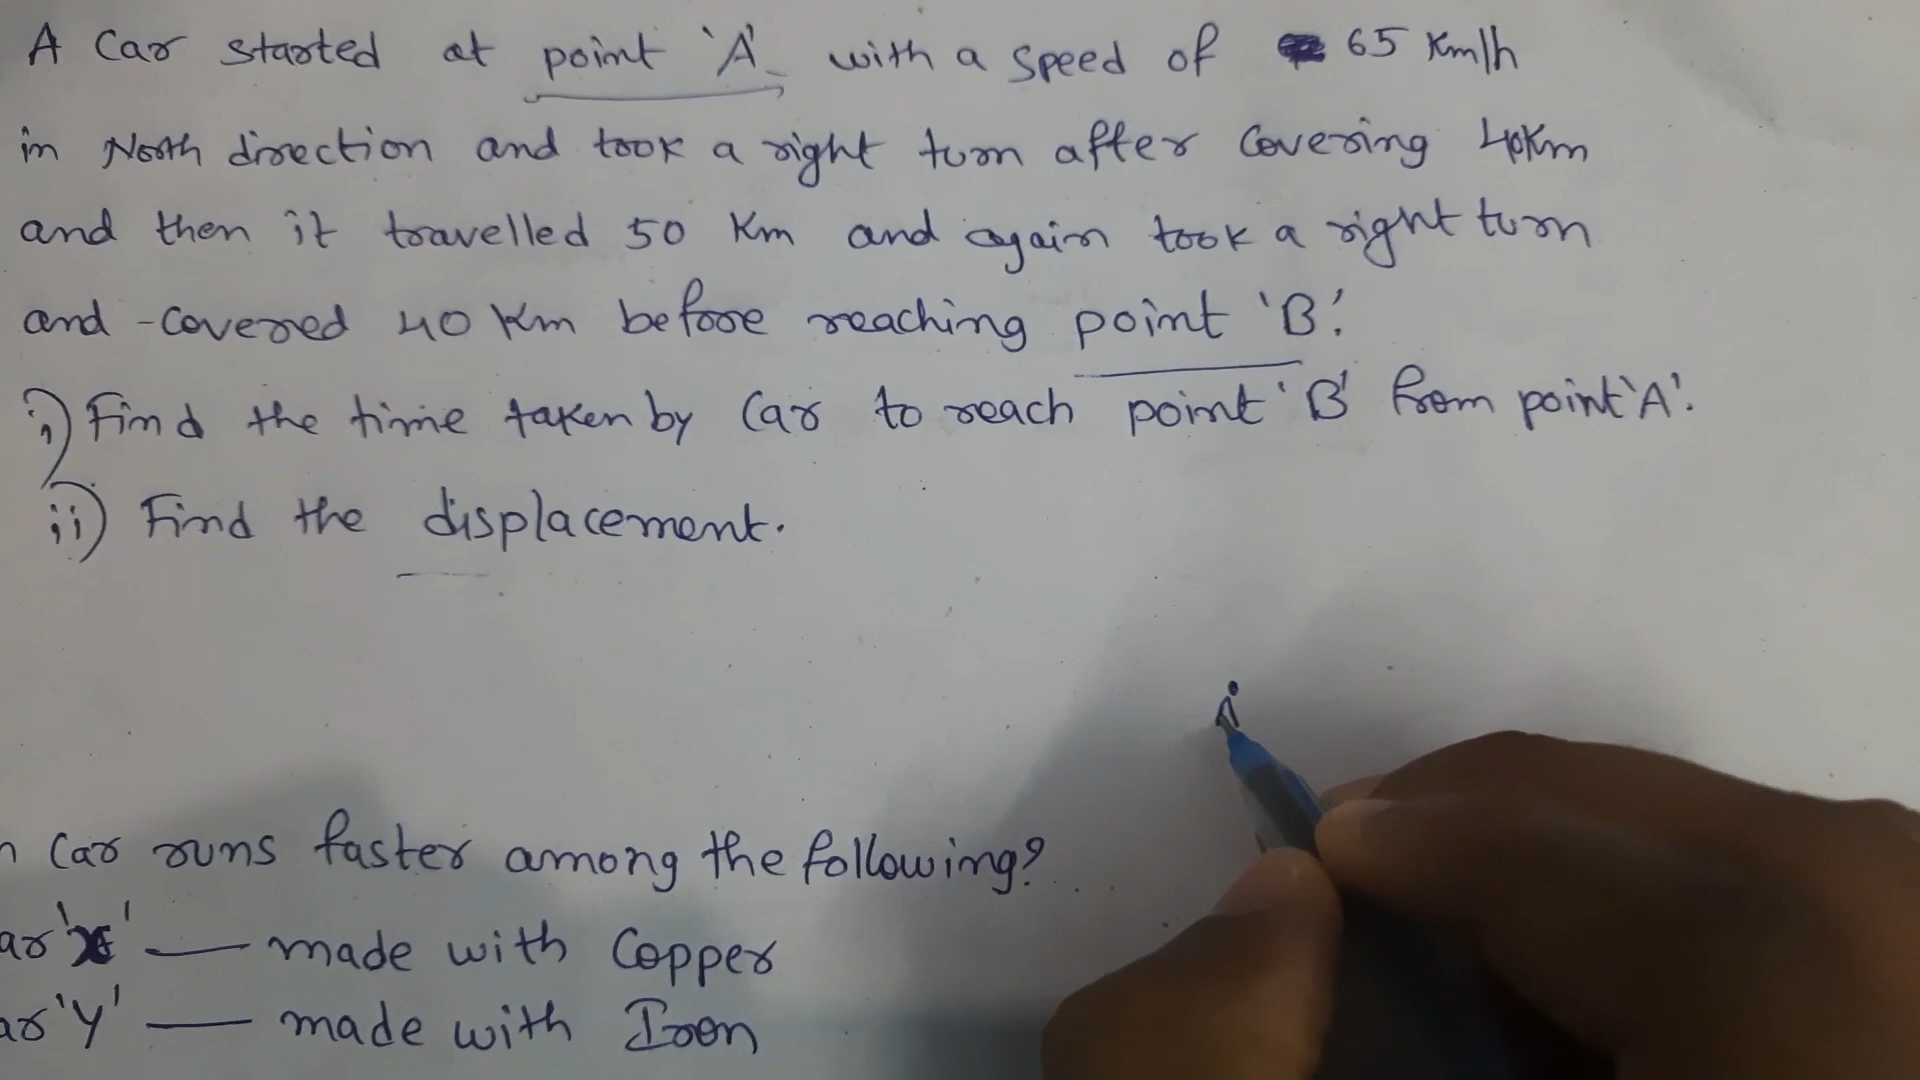 A Car started at point 'A' with a speed of 65 Km/h
in North direction and took a right turn after Covering 40Km
and then it travelled 50 Km and again took a right turn
and covered 40 Km before reaching point 'B'.
i) Find the time taken by Car to reach point 'B' from point 'A'.
ii) Find the displacement.
Car runs faster among the following?
'X' — made with Copper
'Y' — made with Iron